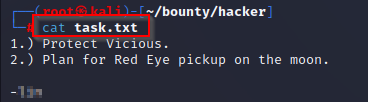 ┌──(root㉿kali)-[~/bounty/hacker]
└─# cat task.txt
1.) Protect Vicious.
2.) Plan for Red Eye pickup on the moon.